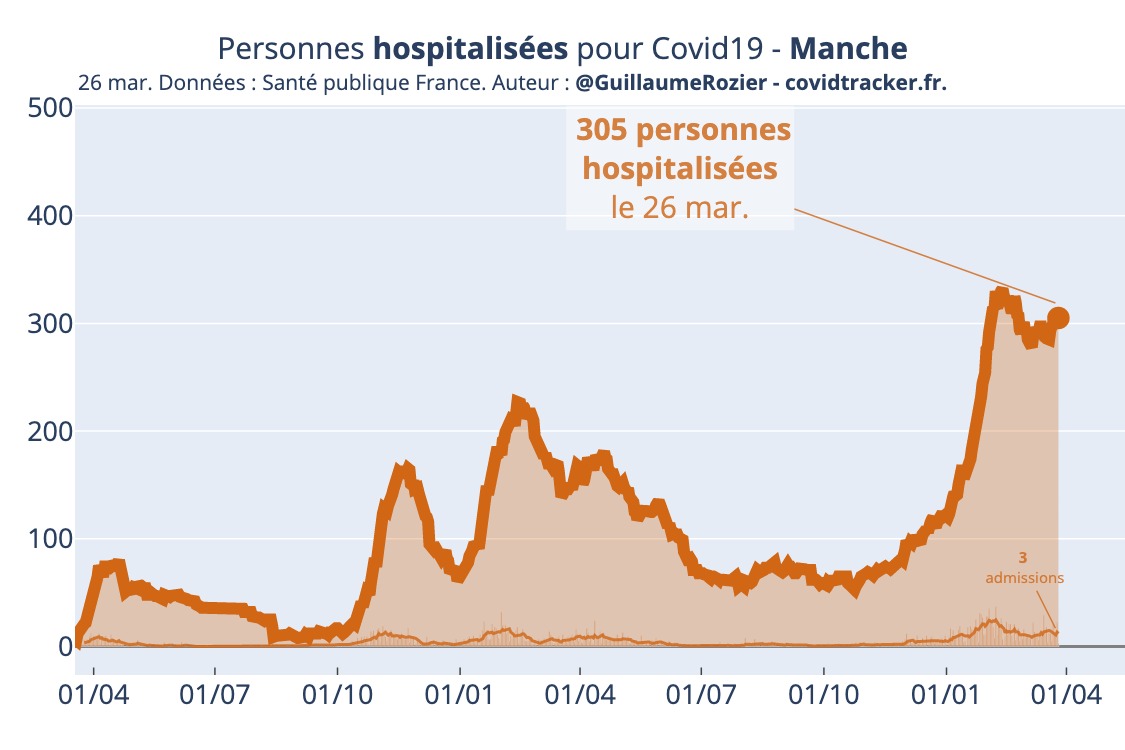 Personnes hospitalisées pour Covid19 - Manche
26 mar. Données : Santé publique France. Auteur : @GuillaumeRozier - covidtracker.fr.
500
305 personnes
hospitalisées
le 26 mar.
400
300
200
100
3
admissions
0
01/04 01/07 01/10 01/01 01/04 01/07 01/10 01/01 01/04